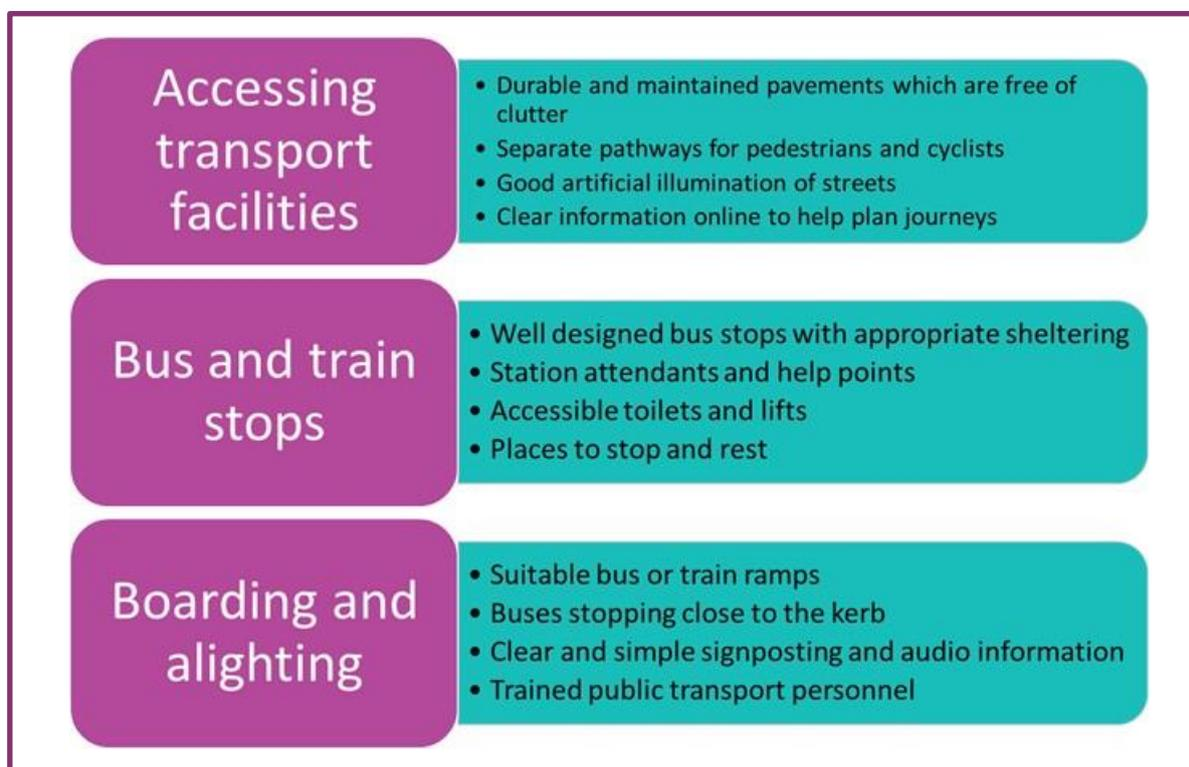 Accessing
transport
facilities
• Durable and maintained pavements which are free of
clutter
• Separate pathways for pedestrians and cyclists
• Good artificial illumination of streets
• Clear information online to help plan journeys
Bus and train
stops
• Well designed bus stops with appropriate sheltering
• Station attendants and help points
• Accessible toilets and lifts
• Places to stop and rest
Boarding and
alighting
• Suitable bus or train ramps
• Buses stopping close to the kerb
• Clear and simple signposting and audio information
• Trained public transport personnel